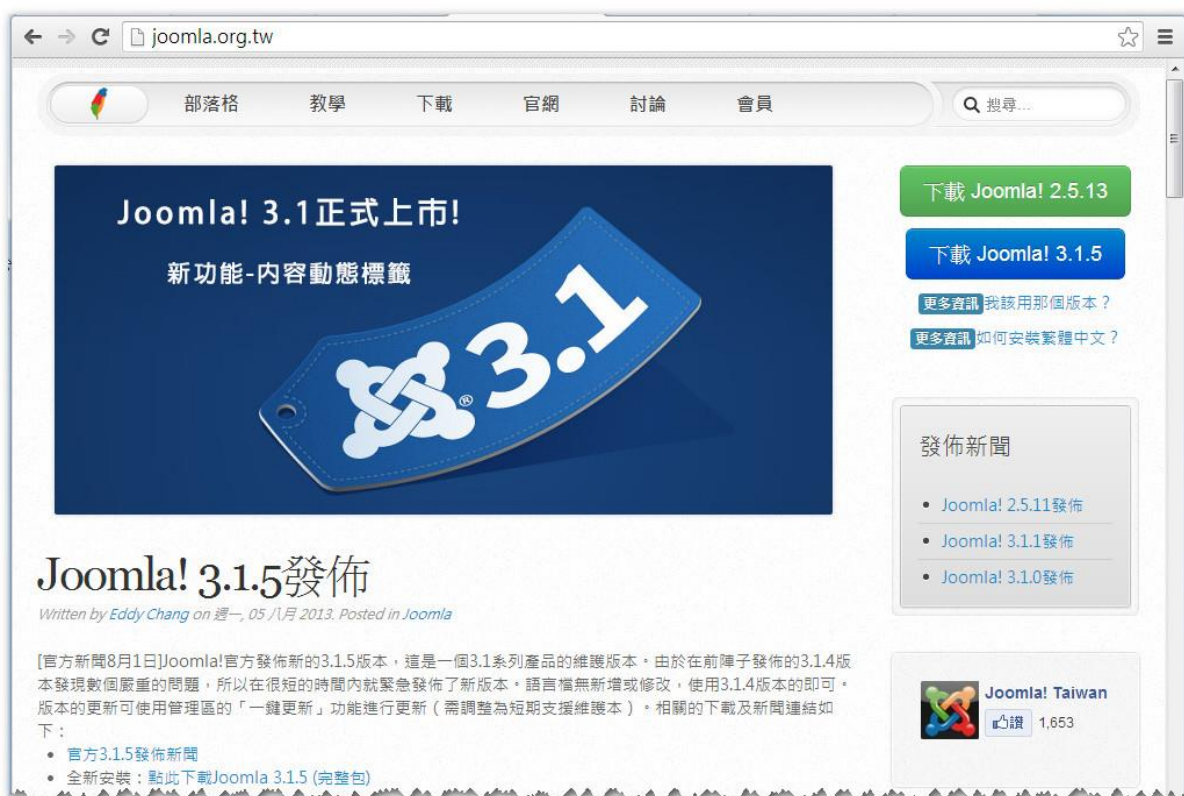 joomla.org.tw
部落格 教學 下載 官網 討論 會員 搜尋...
Joomla! 3.1正式上市!
新功能-內容動態標籤
3.1
下載 Joomla! 2.5.13
下載 Joomla! 3.1.5
更多資訊 我該用那個版本？
更多資訊 如何安裝繁體中文？
發佈新聞
• Joomla! 2.5.11發佈
• Joomla! 3.1.1發佈
• Joomla! 3.1.0發佈
Joomla! 3.1.5發佈
Written by Eddy Chang on 週一, 05 八月 2013. Posted in Joomla
[官方新聞8月1日]Joomla!官方發佈新的3.1.5版本，這是一個3.1系列產品的維護版本。由於在前陣子發佈的3.1.4版
本發現數個嚴重的問題，所以在很短的時間內就緊急發佈了新版本。語言檔無新增或修改，使用3.1.4版本的即可。
版本的更新可使用管理區的「一鍵更新」功能進行更新（需調整為短期支援維護本）。相關的下載及新聞連結如
下：
• 官方3.1.5發佈新聞
• 全新安裝：點此下載Joomla 3.1.5 (完整包)
Joomla! Taiwan
讚 1,653